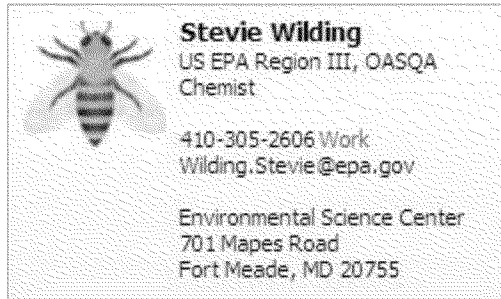 Stevie Wilding
US EPA Region III, OASQA
Chemist
410-305-2606 Work
Wilding.Stevie@epa.gov
Environmental Science Center
701 Mapes Road
Fort Meade, MD 20755